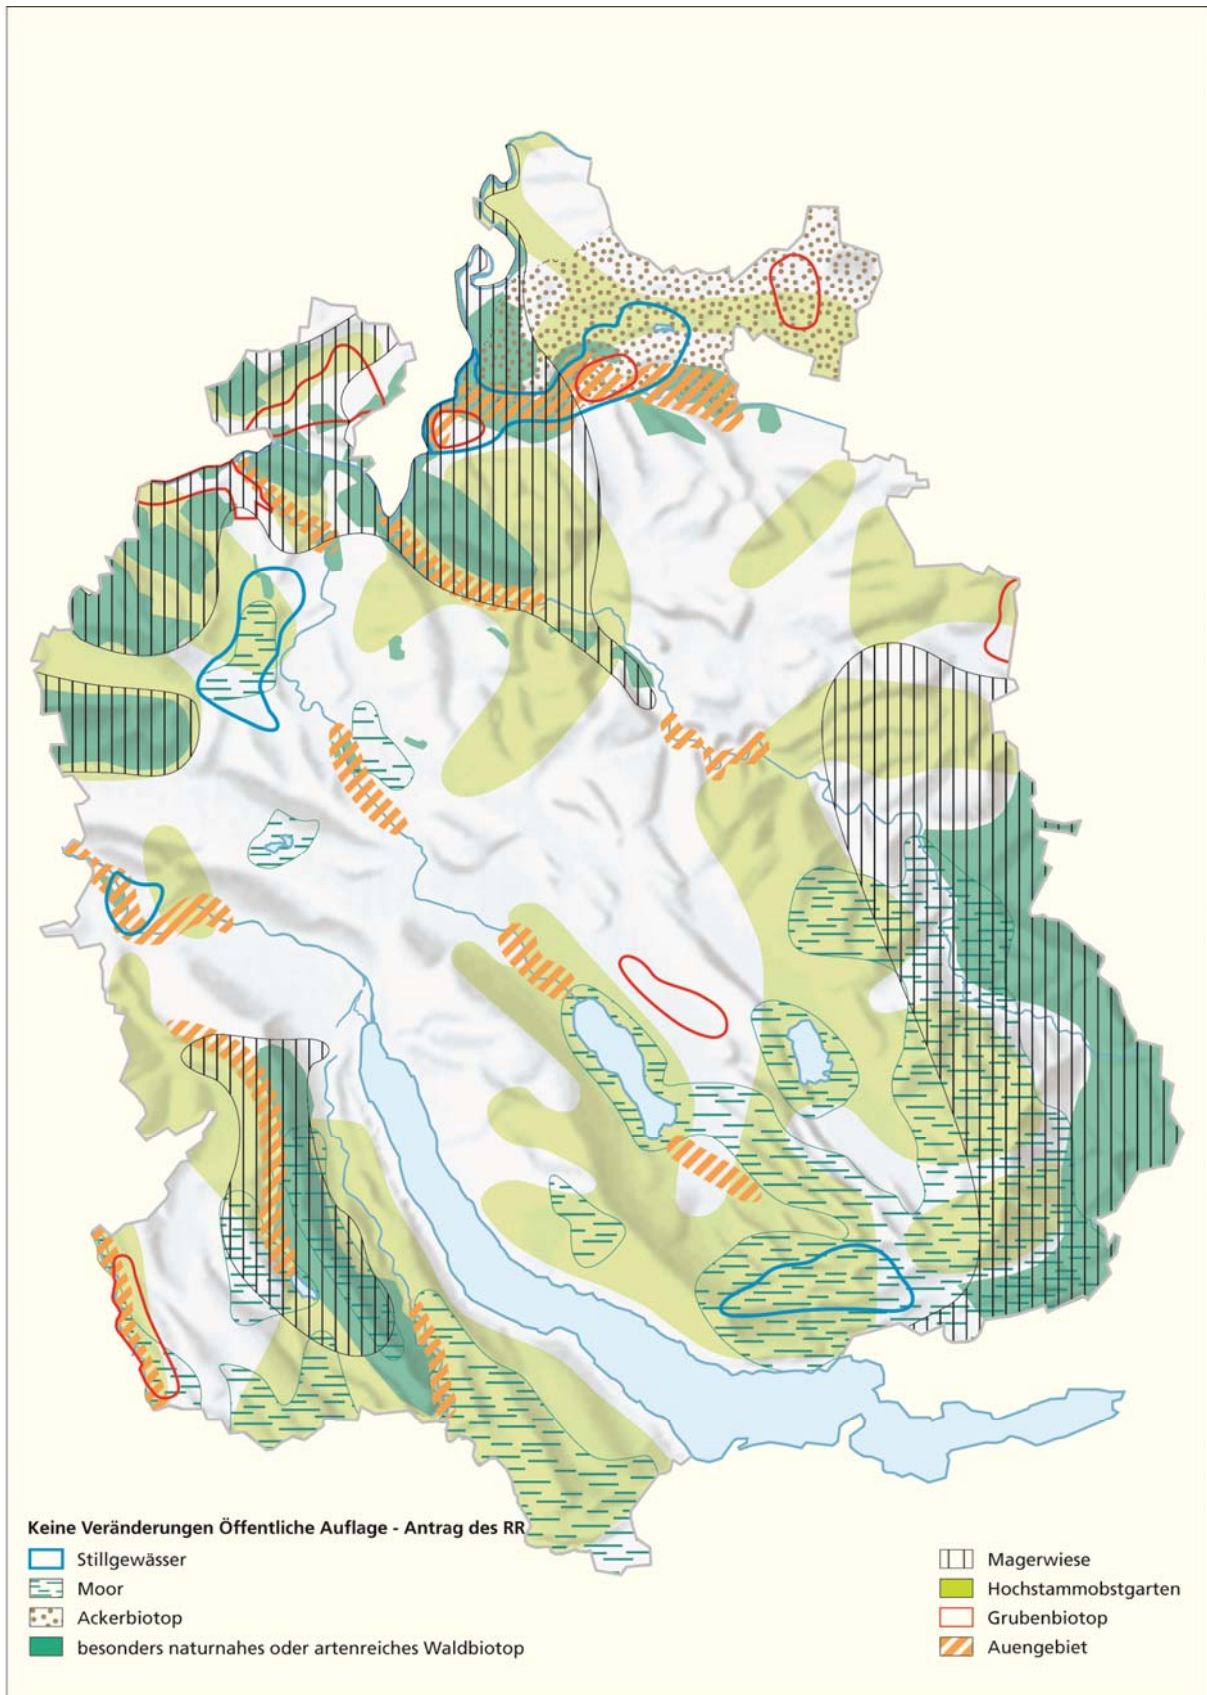 Keine Veränderungen Öffentliche Auflage - Antrag des RR
Stillgewässer
Moor
Ackerbiotop
besonders naturnahes oder artenreiches Waldbiotop
Magerwiese
Hochstammobstgarten
Grubenbiotop
Auengebiet